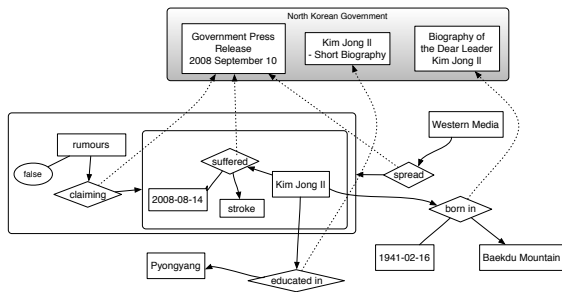 North Korean Government
Government Press
Release
2008 September 10
Kim Jong Il
- Short Biography
Biography of
the Dear Leader
Kim Jong Il
rumours
false
claiming
suffered
2008-08-14
stroke
Kim Jong Il
Western Media
spread
born in
1941-02-16
Baekdu Mountain
Pyongyang
educated in